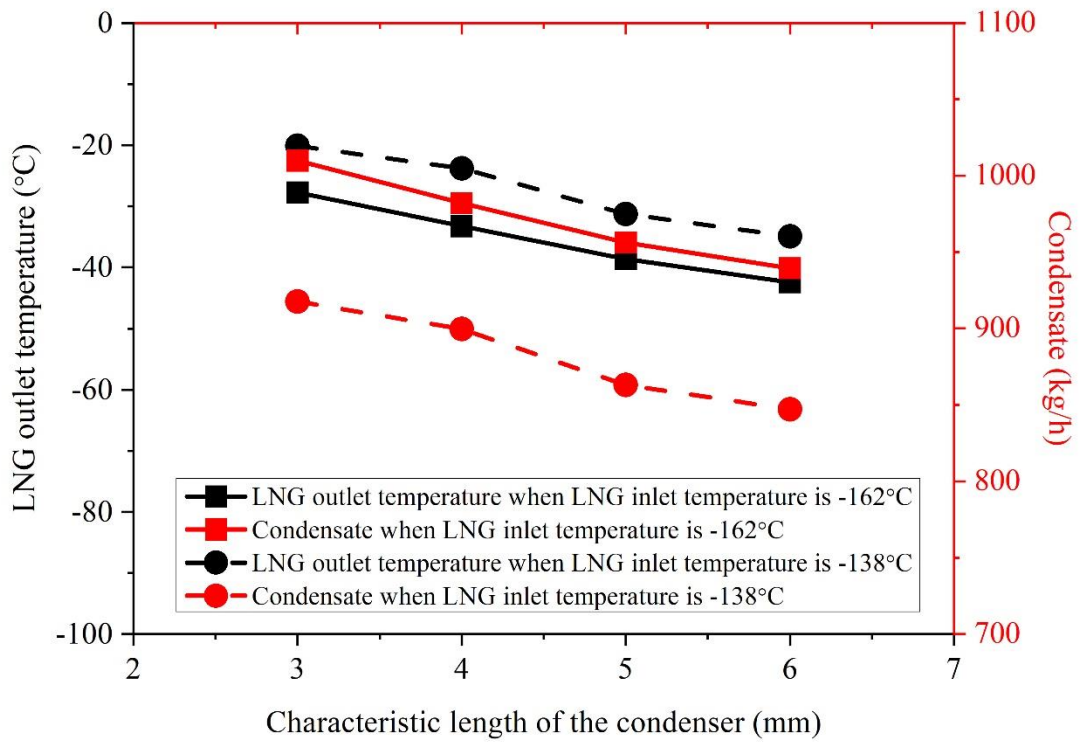 0
-20
-40
-60
-80
-100
LNG outlet temperature (°C)
1100
1000
900
800
700
Condensate (kg/h)
LNG outlet temperature when LNG inlet temperature is -162°C
Condensate when LNG inlet temperature is -162°C
LNG outlet temperature when LNG inlet temperature is -138°C
Condensate when LNG inlet temperature is -138°C
2 3 4 5 6 7
Characteristic length of the condenser (mm)